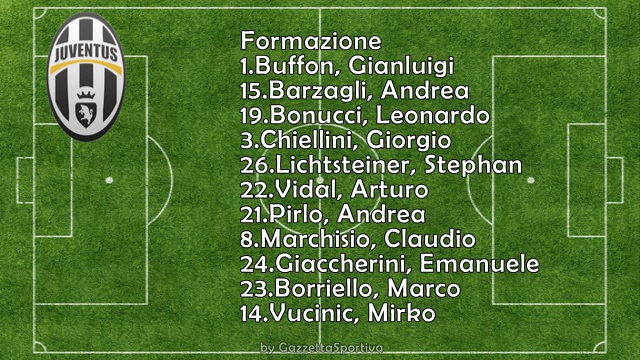 JUVENTUS
Formazione
1.Buffon, Gianluigi
15.Barzagli, Andrea
19.Bonucci, Leonardo
3.Chiellini, Giorgio
26.Lichtsteiner, Stephan
22.Vidal, Arturo
21.Pirlo, Andrea
8.Marchisio, Claudio
24.Giaccherini, Emanuele
23.Borriello, Marco
14.Vucinic, Mirko
by GazzettaSportiva